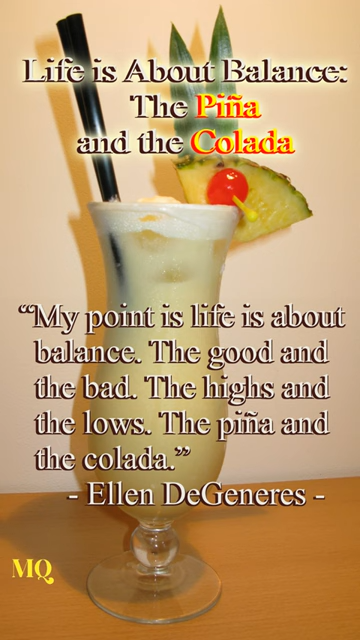 Life is About Balance:
The Piña
and the Colada
“My point is life is about
balance. The good and
the bad. The highs and
the lows. The piña and
the colada.”
- Ellen DeGeneres -
MQ